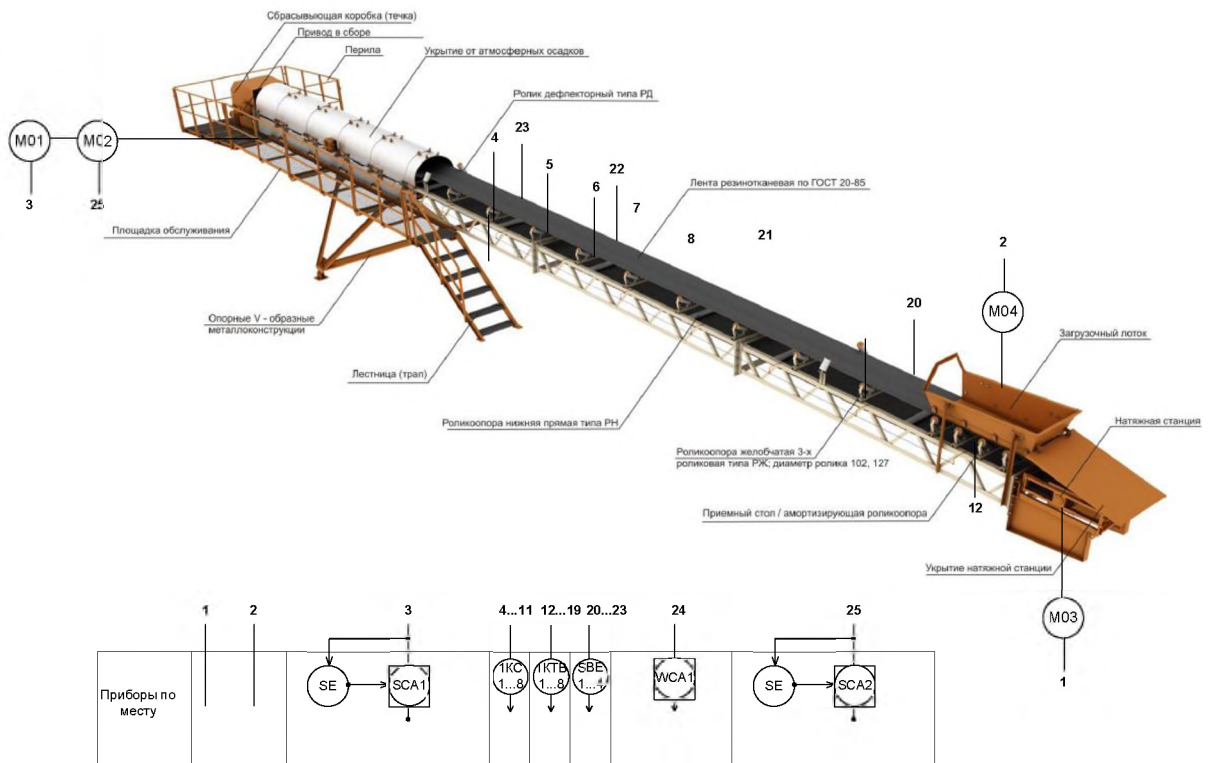 Сбрасывающая коробка (течка)
Привод в сборе
Перила
Укрытие от атмосферных осадков
Ролик дефлекторный типа РД
4
23
5
22
6
7
Лента резинотканевая по ГОСТ 20-85
8
21
M01
M02
3
25
Площадка обслуживания
2
20
M04
Загрузочный лоток
Опорные V - образные
металлоконструкции
Лестница (трап)
Роликоопора нижняя прямая типа РН
Натяжная станция
Роликоопора желобчатая 3-х
роликовая типа РЖ; диаметр ролика 102, 127
12
Приемный стол / амортизирующая роликоопора
Укрытие натяжной станции
M03
1
1
2
3
4...11
12...19
20...23
24
25
Приборы по
месту
SE
SCA1
1КС
1...8
1КТВ
1...8
SBE
1...4
WCA1
SE
SCA2